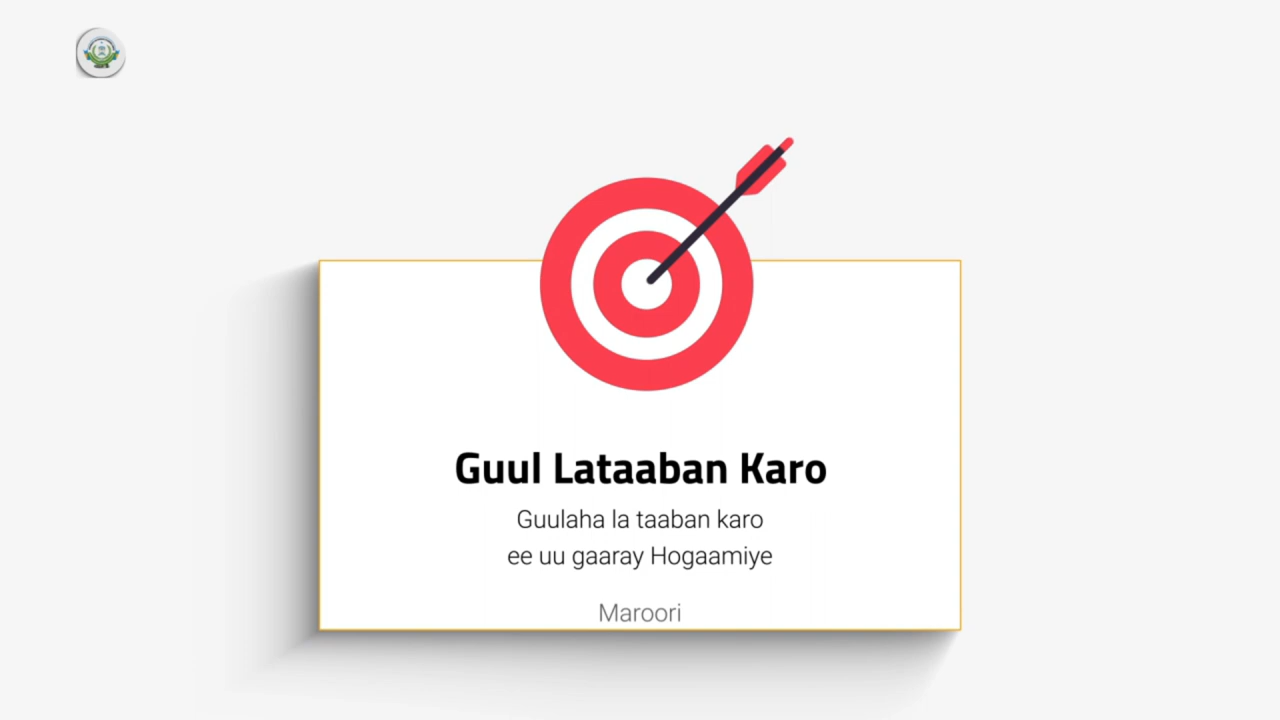 Guul Lataaban Karo
Guulaha la taaban karo
ee uu gaaray Hogaamiye
Maroori